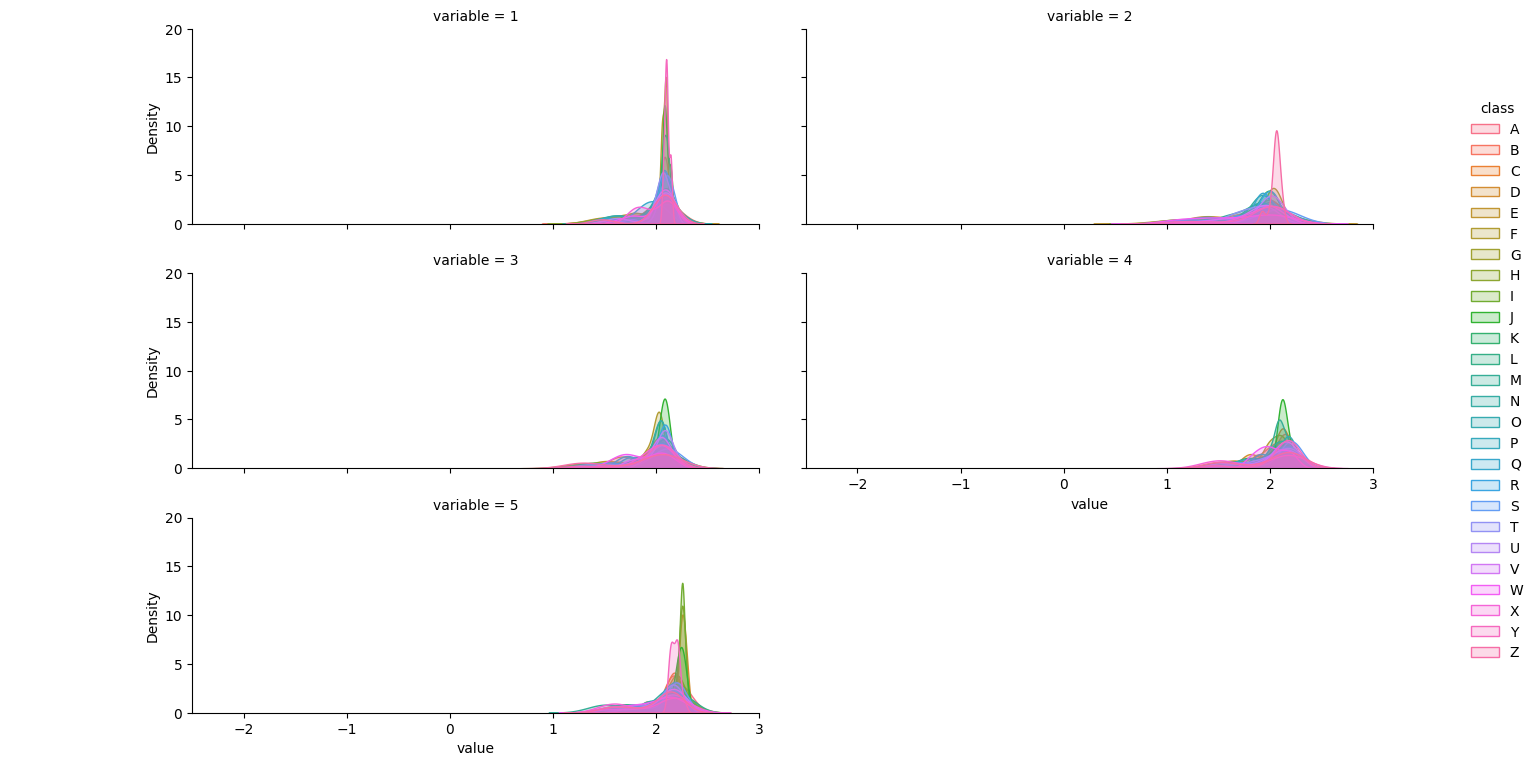 variable = 1
20
15
10
5
0
Density
variable = 2
variable = 3
20
15
10
5
0
Density
variable = 4
−2 −1 0 1 2 3
value
variable = 5
20
15
10
5
0
Density
−2 −1 0 1 2 3
value
class
A
B
C
D
E
F
G
H
I
J
K
L
M
N
O
P
Q
R
S
T
U
V
W
X
Y
Z